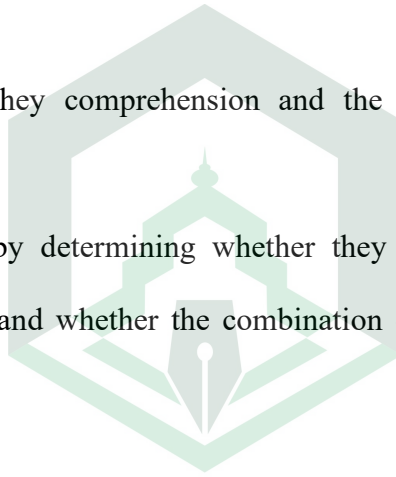 hey comprehension and the
by determining whether they
and whether the combination